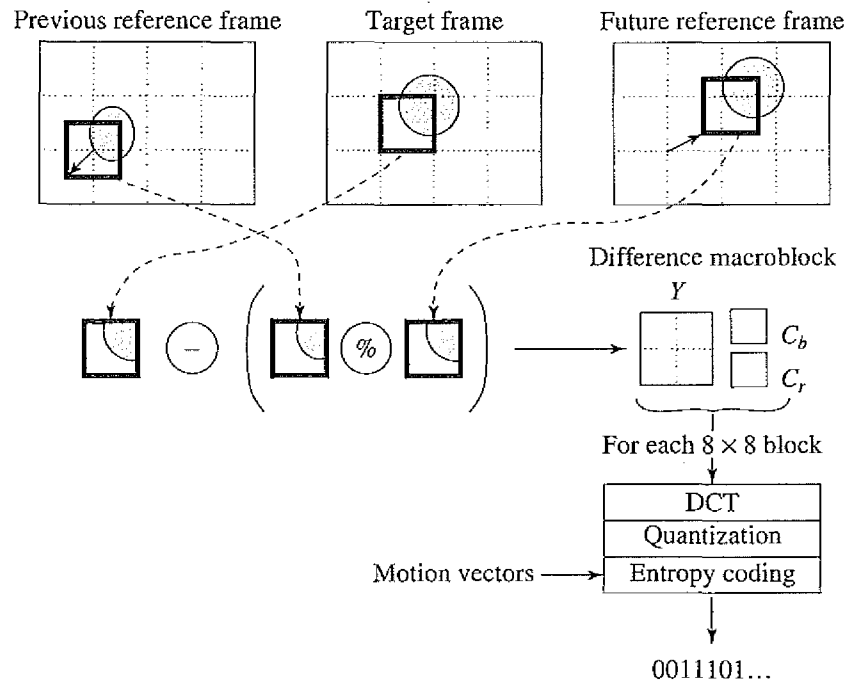 Previous reference frame
Target frame
Future reference frame
Difference macroblock
Y
−
%
C_b
C_r
For each 8 × 8 block
DCT
Quantization
Motion vectors
Entropy coding
0011101...